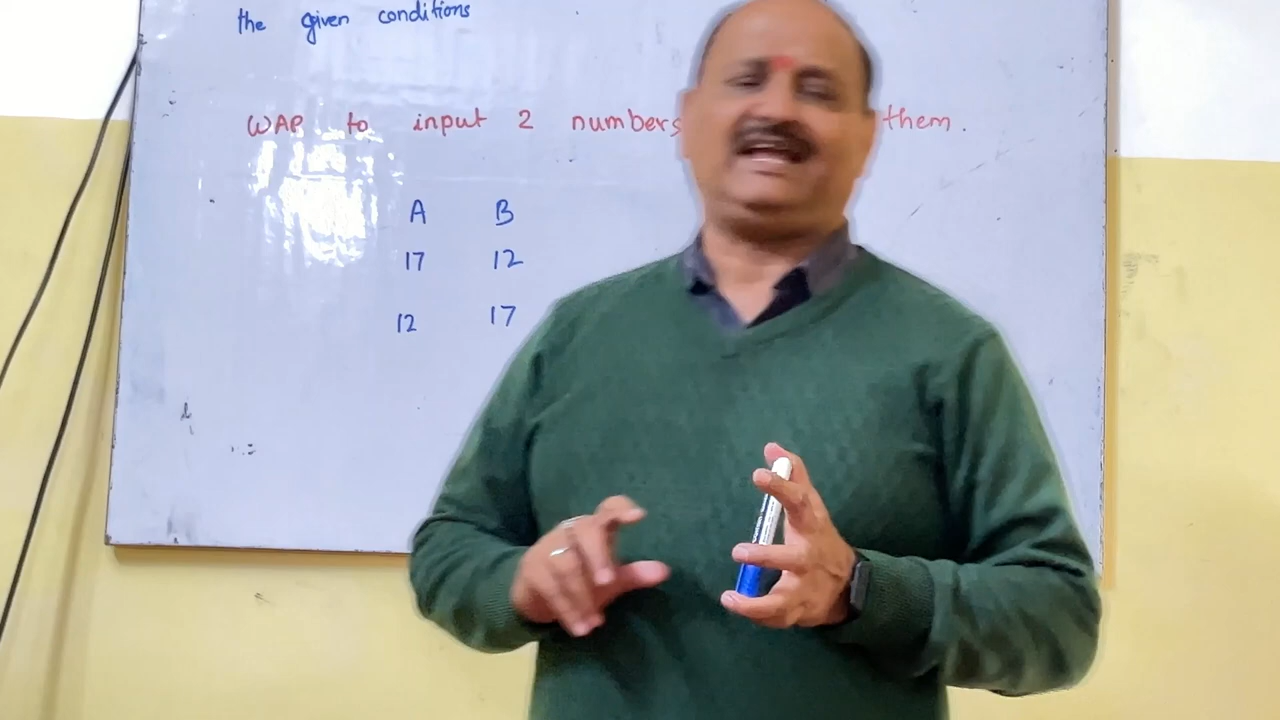 the given conditions
WAP to input 2 numbers them.
A B
17 12
12 17